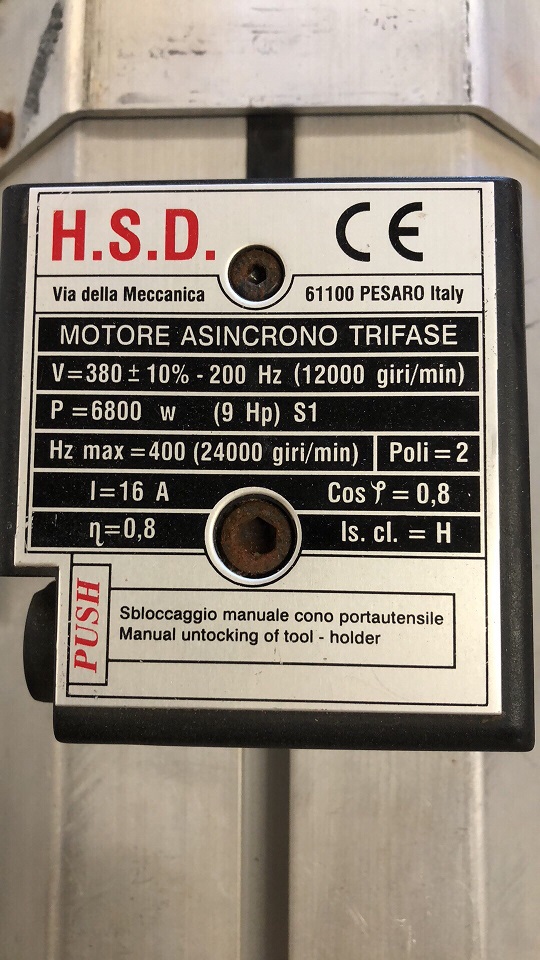 H.S.D. CE
Via della Meccanica 61100 PESARO Italy
MOTORE ASINCRONO TRIFASE
V=380 ± 10% - 200 Hz (12000 giri/min)
P =6800 w (9 Hp) S1
Hz max =400 (24000 giri/min) Poli = 2
I=16 A Cos φ = 0,8
η=0,8 Is. cl. = H
PUSH
Sbloccaggio manuale cono portautensile
Manual untocking of tool - holder